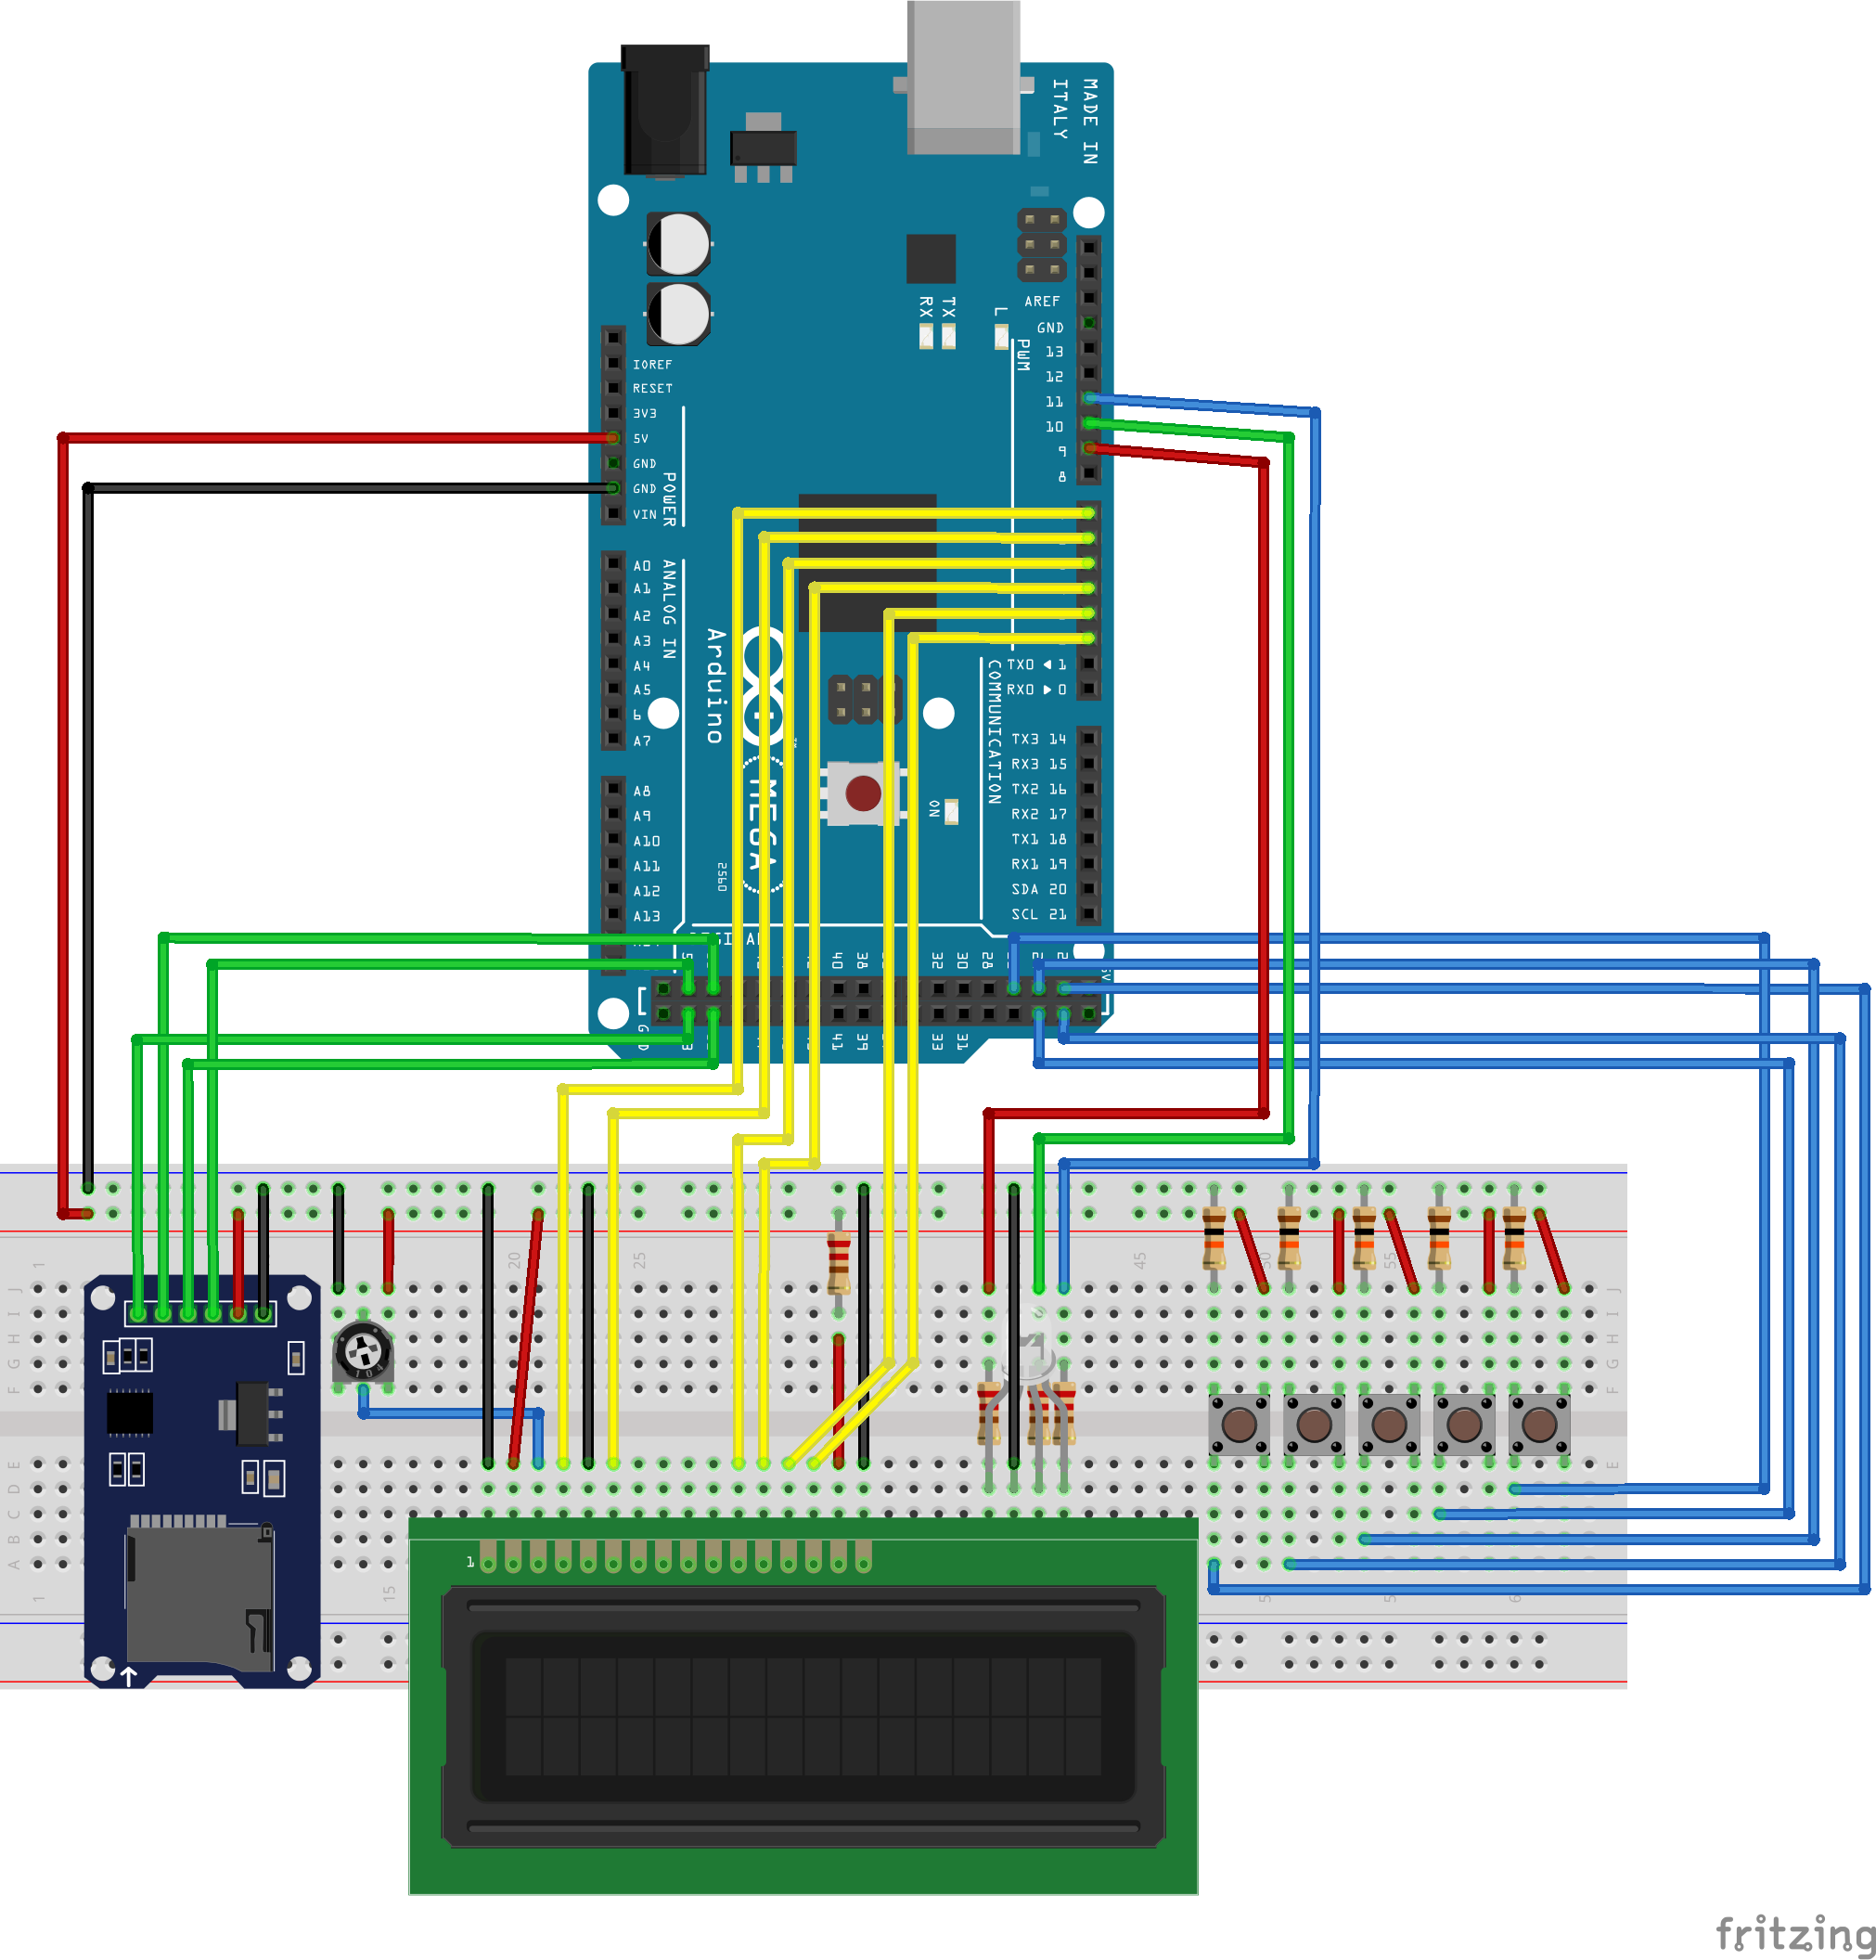 MADE IN
ITALY
AREF
GND
13
12
11
10
9
8
RX
TX
L
PWM
IOREF
RESET
3V3
5V
GND
GND
VIN
POWER
A0
A1
A2
A3
A4
A5
6
A7
ANALOG IN
A8
A9
A10
A11
A12
A13
Arduino
MEGA
2560
ON
TX0 ◄ 1
RX0 ► 0
COMMUNICATION
TX3 14
RX3 15
TX2 16
RX2 17
TX1 18
RX1 19
SDA 20
SCL 21
40
38
32
30
28
41
39
33
31
1
20
25
45
J
I
H
G
F
E
D
C
B
A
J
I
H
G
F
E
1
15
1
fritzing